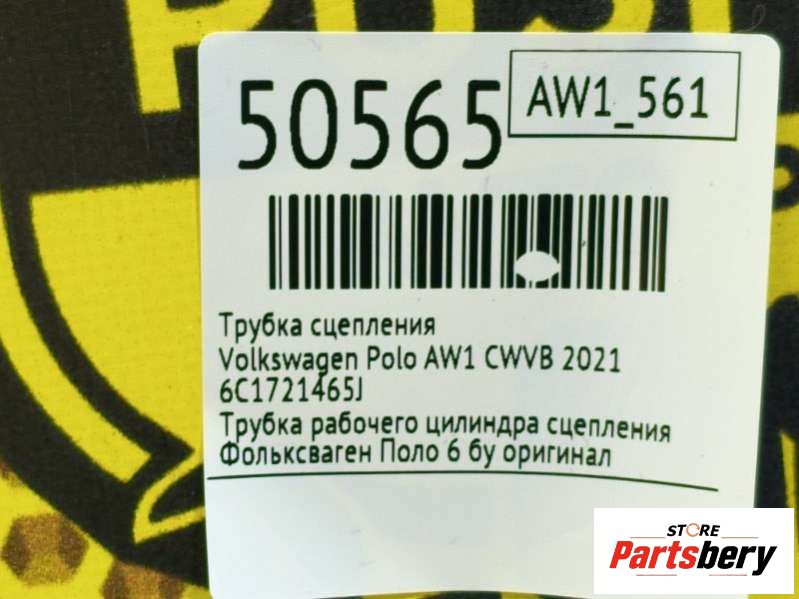 50565
AW1_561
Трубка сцепления
Volkswagen Polo AW1 CWVB 2021
6C1721465J
Трубка рабочего цилиндра сцепления
Фольксваген Поло 6 бу оригинал
STORE
Partsbery